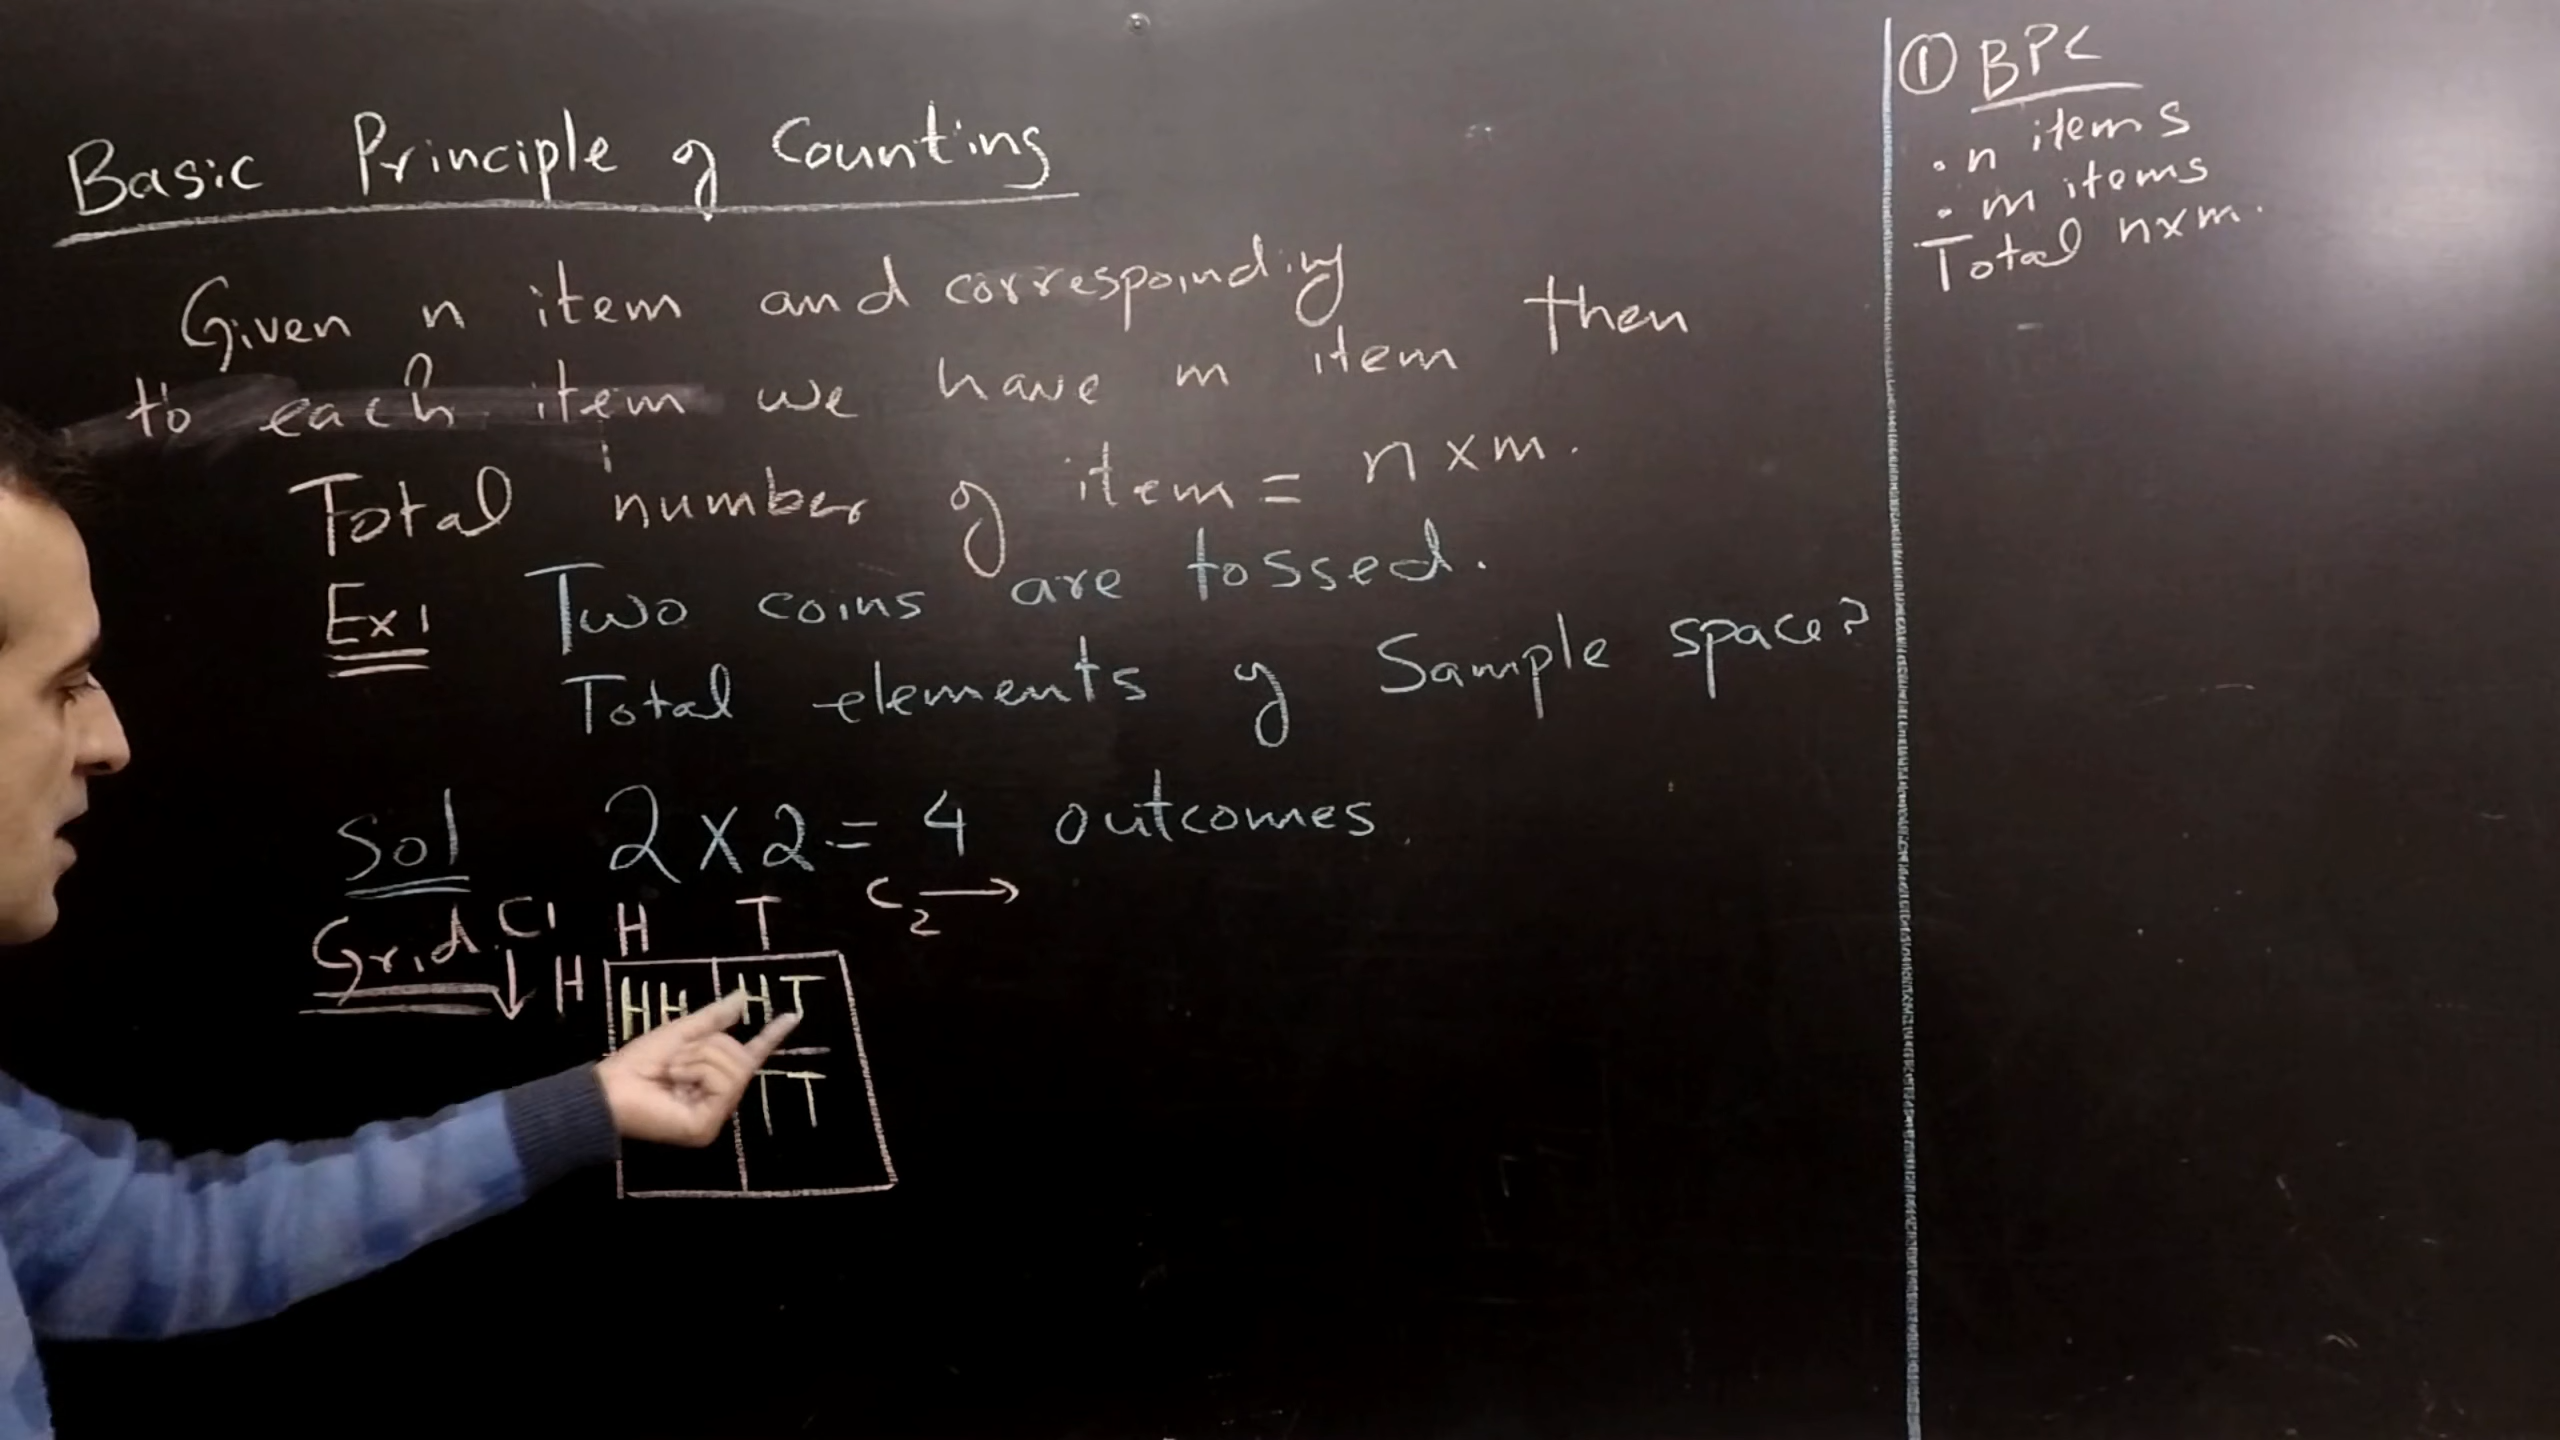 Basic Principle of Counting
Given n item and corresponding
to each item we have m item then
Total number of item = n × m.
Ex 1 Two coins are tossed.
Total elements of Sample space?
Sol 2 × 2 = 4 outcomes
Grid C1 H T C2 →
↓ H HH HT
TT
① BPC
• n items
• m items
Total n×m.